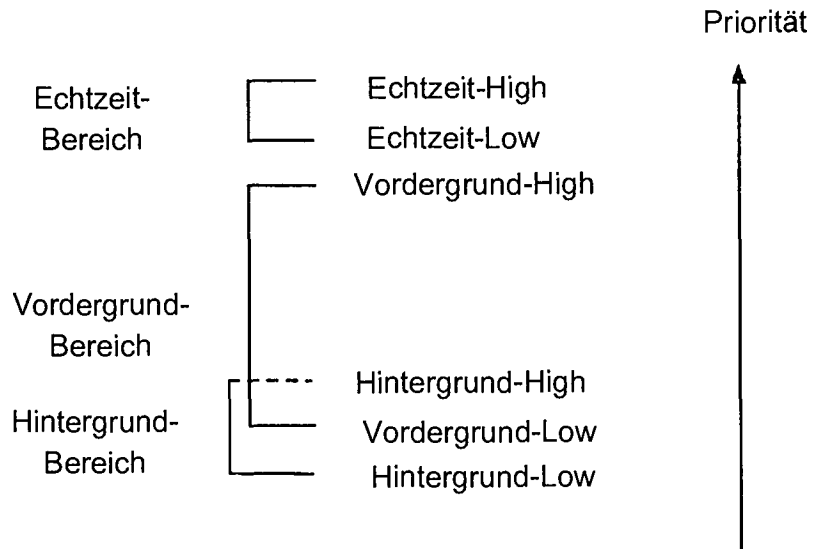 Priorität
Echtzeit-
Bereich
Echtzeit-High
Echtzeit-Low
Vordergrund-High
Vordergrund-
Bereich
Hintergrund-High
Hintergrund-
Bereich
Vordergrund-Low
Hintergrund-Low